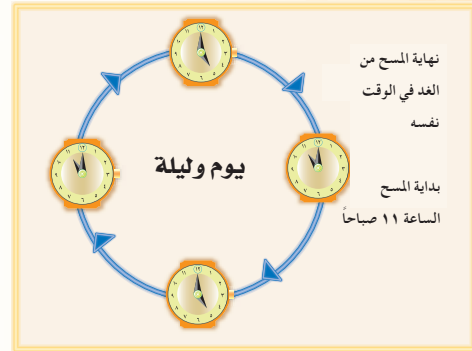 نهاية المسح من
الغد في الوقت
نفسه
يوم وليلة
بداية المسح
الساعة ١١ صباحاً